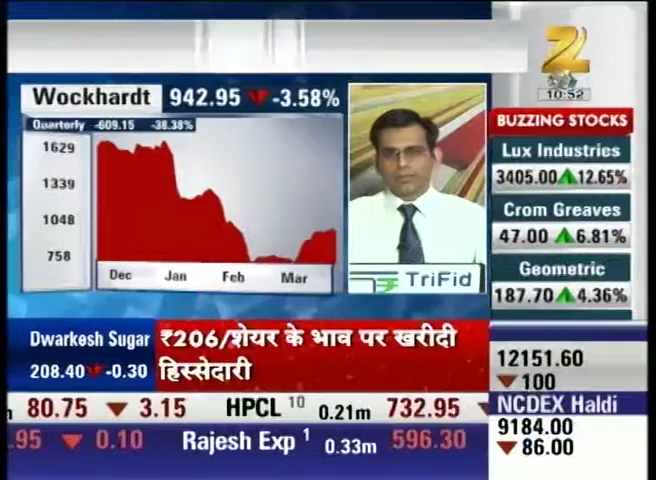 Z
10:52
Wockhardt 942.95 -3.58%
Quarterly -609.15 -38.38%
1629
1339
1048
758
Dec Jan Feb Mar
TriFid
BUZZING STOCKS
Lux Industries
3405.00 12.65%
Crom Greaves
47.00 6.81%
Geometric
187.70 4.36%
Dwarkesh Sugar
208.40 -0.30
₹206/शेयर के भाव पर खरीदी
हिस्सेदारी
12151.60
100
NCDEX Haldi
9184.00
86.00
80.75 3.15 HPCL 10 0.21m 732.95
.95 0.10 Rajesh Exp 1 0.33m 596.30